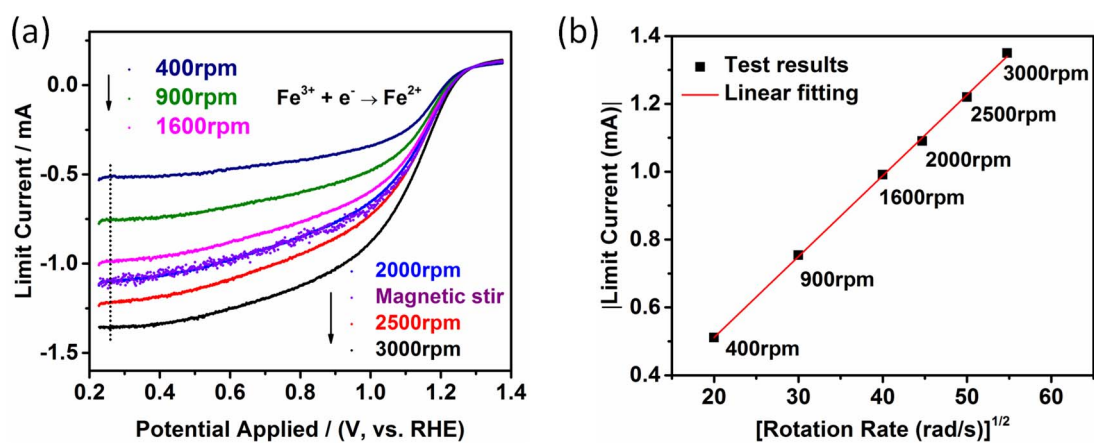 (a)
400rpm
900rpm
1600rpm
Fe³⁺ + e⁻ → Fe²⁺
2000rpm
Magnetic stir
2500rpm
3000rpm
0.0
-0.5
-1.0
-1.5
Limit Current / mA
0.2 0.4 0.6 0.8 1.0 1.2 1.4
Potential Applied / (V, vs. RHE)
(b)
Test results
Linear fitting
3000rpm
2500rpm
2000rpm
1600rpm
900rpm
400rpm
1.4
1.2
1.0
0.8
0.6
0.4
|Limit Current (mA)|
20 30 40 50 60
[Rotation Rate (rad/s)]^1/2